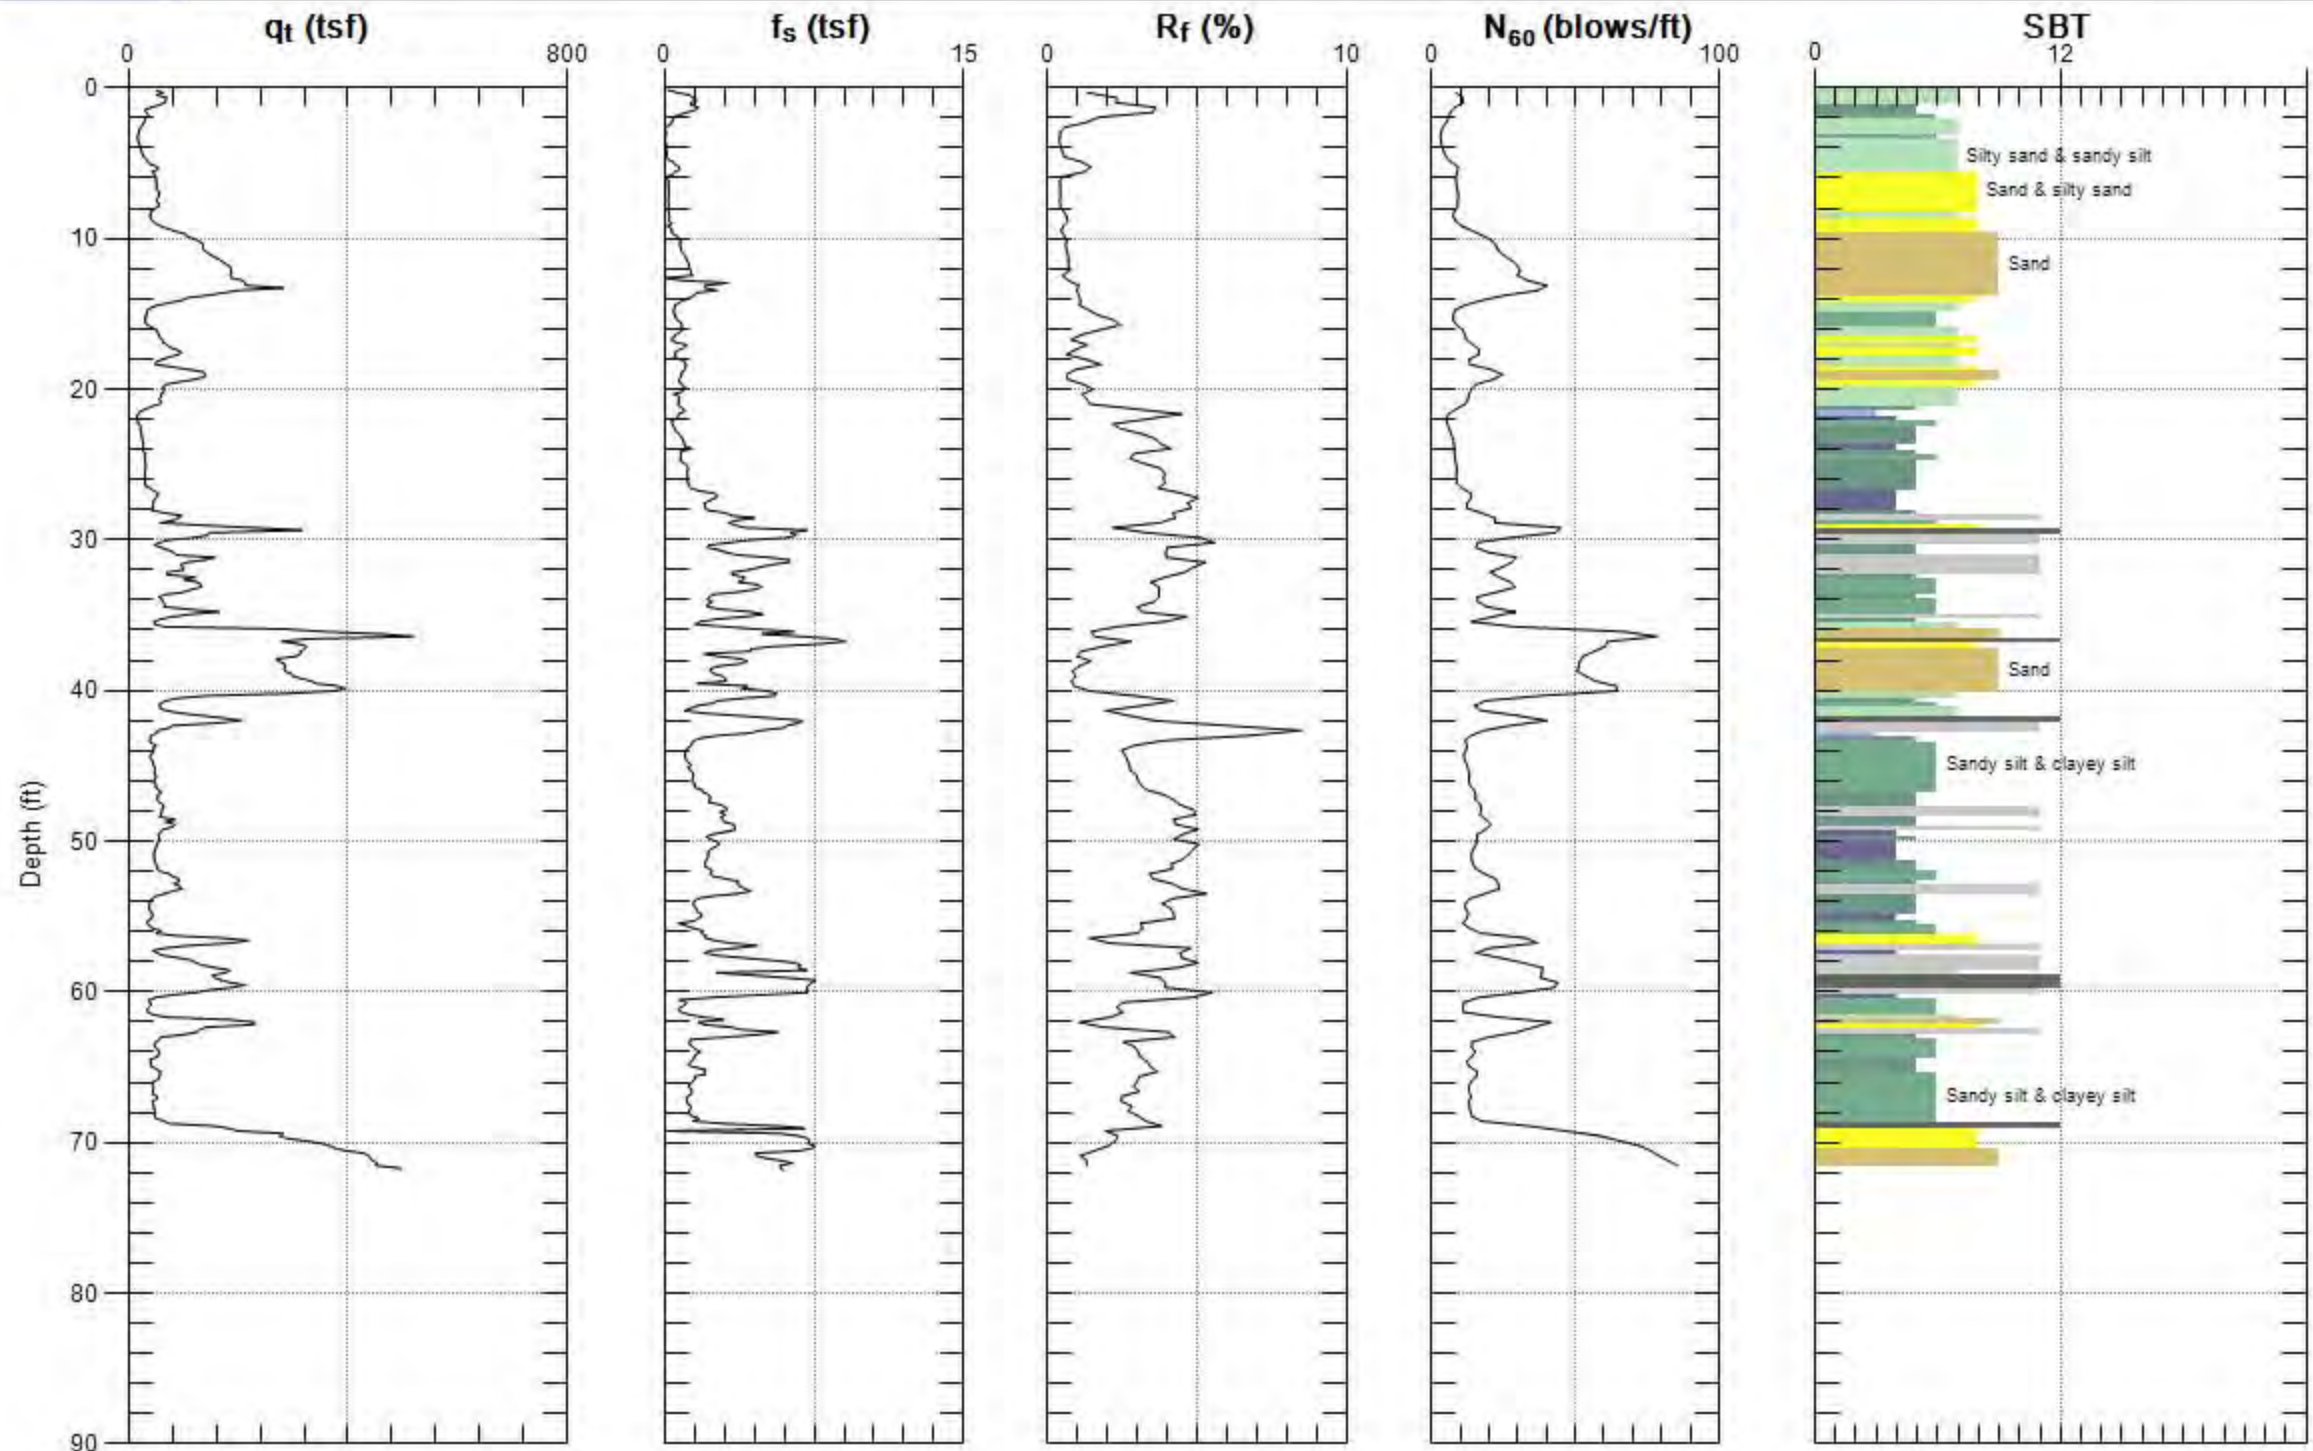 qt (tsf) fs (tsf) Rf (%) N60 (blows/ft) SBT
0 800 0 15 0 10 0 100 0 12
0
Silty sand & sandy silt
Sand & silty sand
10
Sand
20
30
Sand
40
Sandy silt & clayey silt
50
Depth (ft)
60
Sandy silt & clayey silt
70
80
90